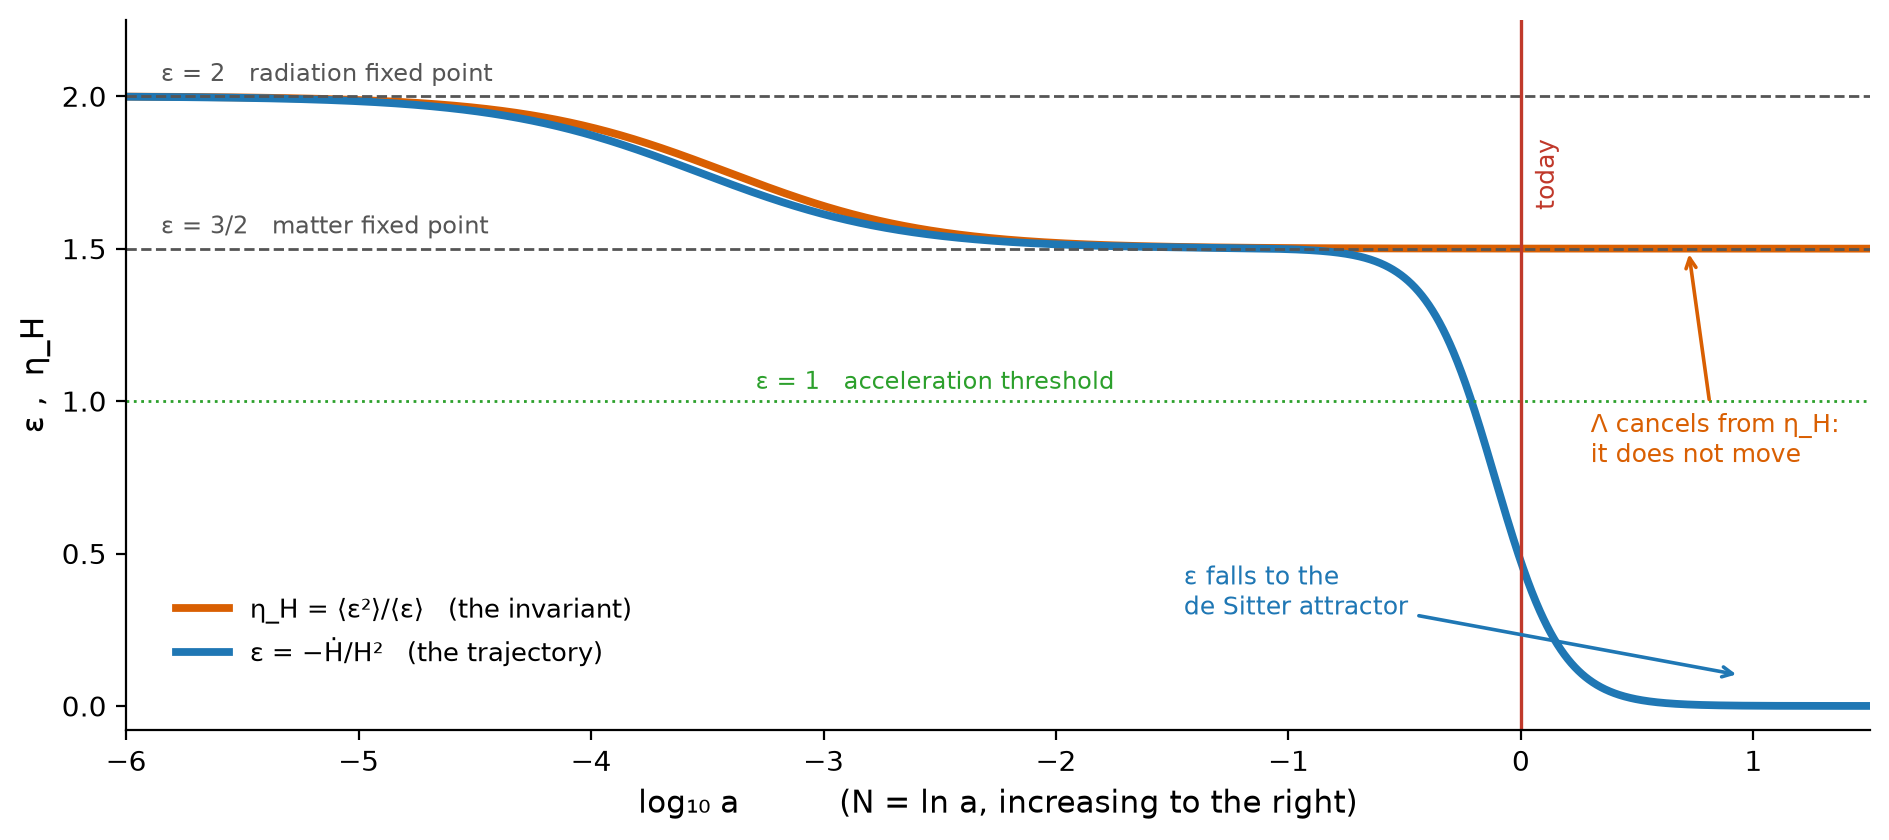 ε = 2   radiation fixed point
2.0
today
ε = 3/2   matter fixed point
1.5
ε = 1   acceleration threshold
1.0
Λ cancels from η_H:
it does not move
ε , η_H
0.5
ε falls to the
de Sitter attractor
η_H = ⟨ε²⟩/⟨ε⟩   (the invariant)
ε = −Ḣ/H²   (the trajectory)
0.0
−6 −5 −4 −3 −2 −1 0 1
log₁₀ a   (N = ln a, increasing to the right)